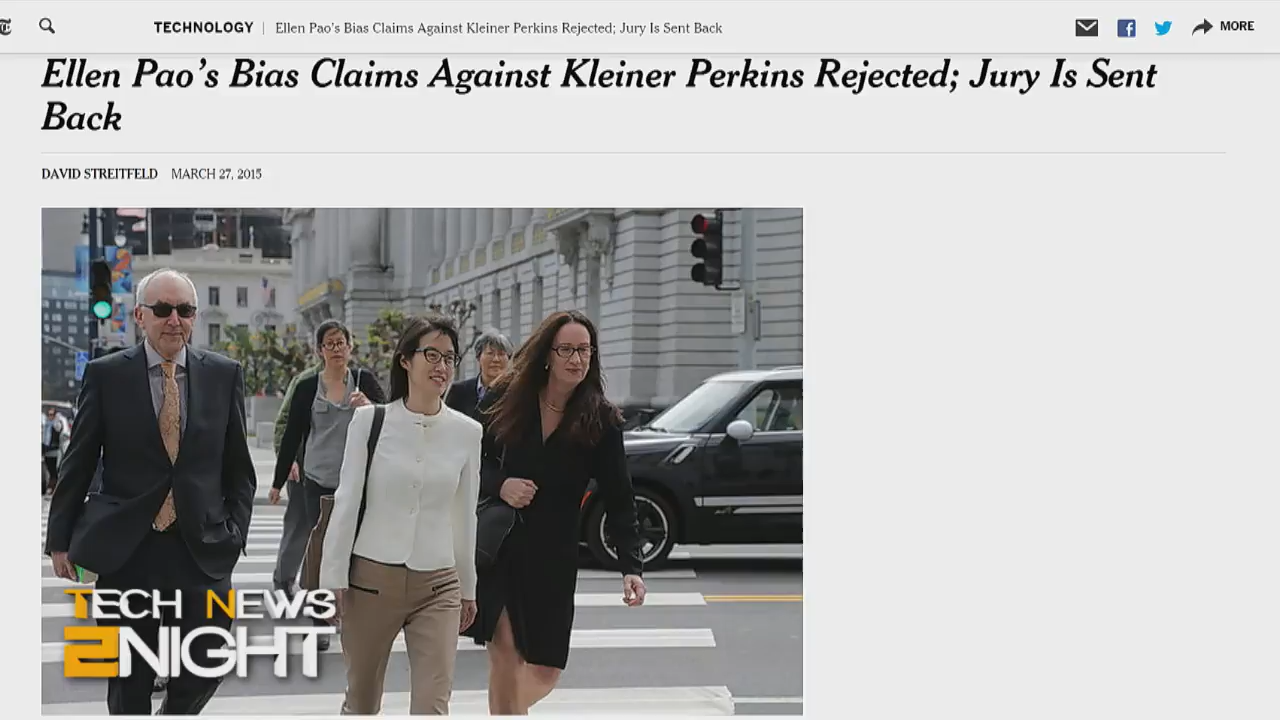 TECHNOLOGY | Ellen Pao's Bias Claims Against Kleiner Perkins Rejected; Jury Is Sent Back
MORE
Ellen Pao's Bias Claims Against Kleiner Perkins Rejected; Jury Is Sent
Back
DAVID STREITFELD MARCH 27, 2015
TECH NEWS
2NIGHT